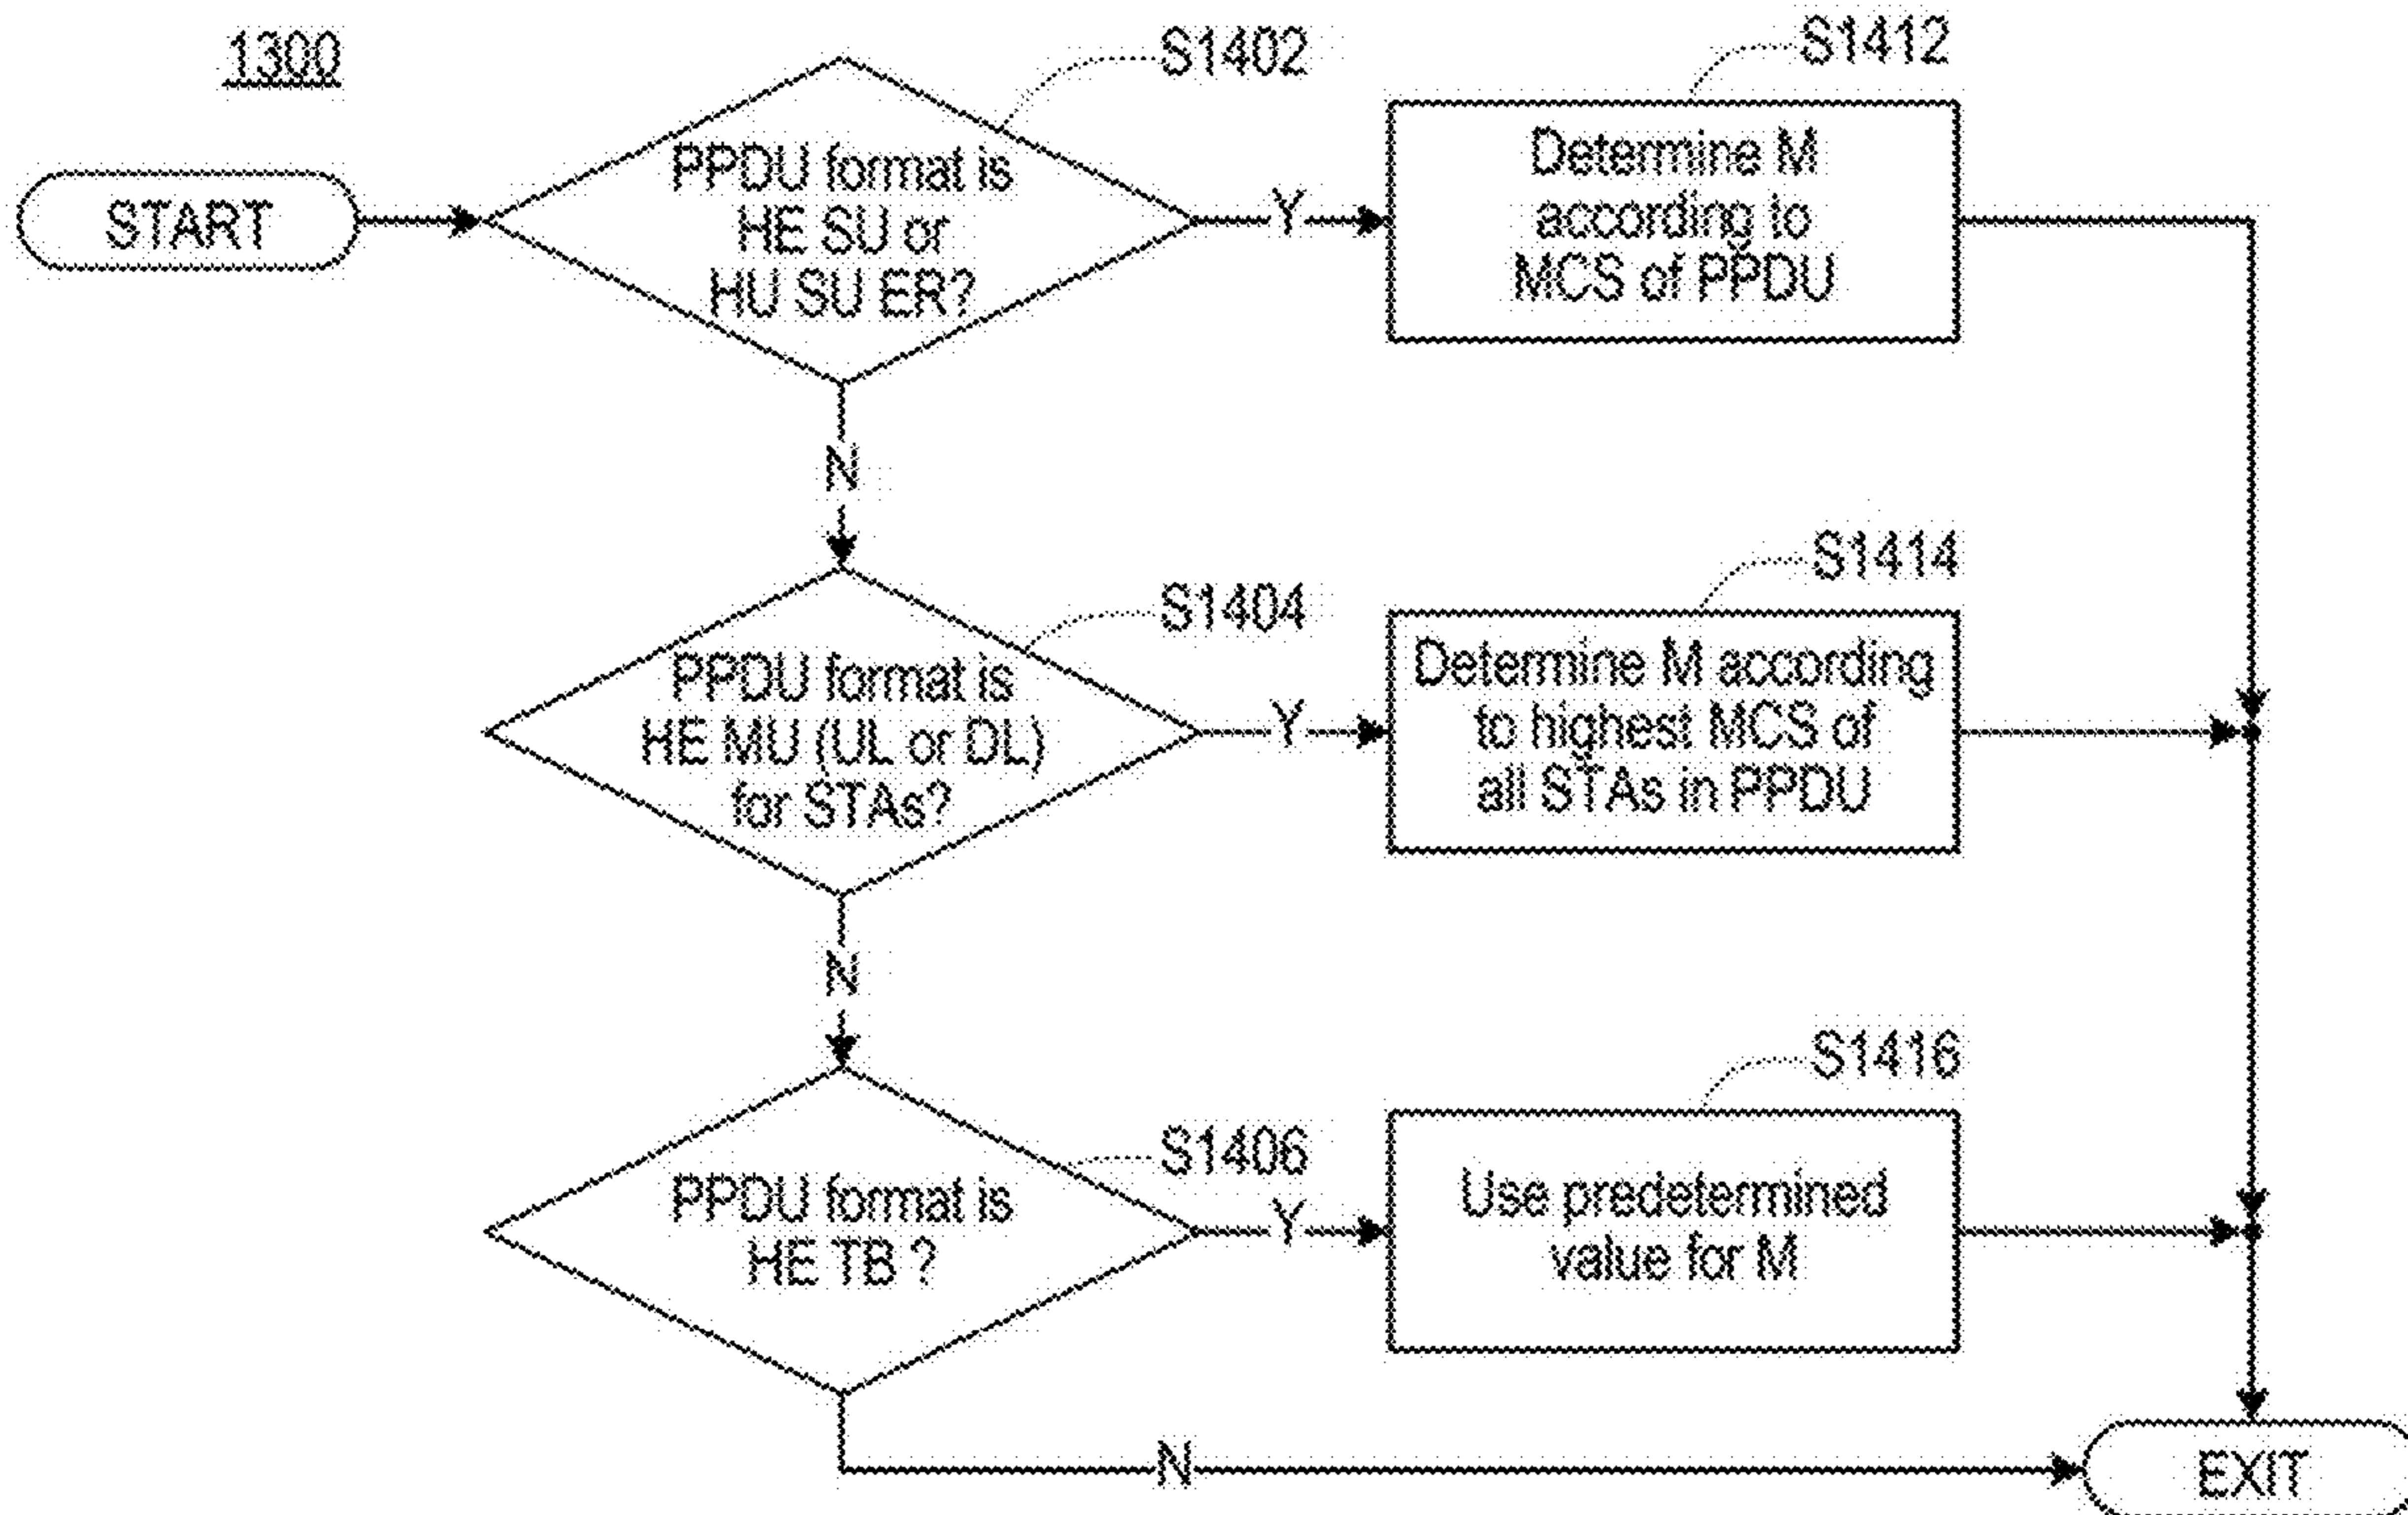 1300
START
S1402
PPDU format is
HE SU or
HU SU ER?
Y
S1412
Determine M
according to
MCS of PPDU
N
S1404
PPDU format is
HE MU (UL or DL)
for STAs?
Y
S1414
Determine M according
to highest MCS of
all STAs in PPDU
N
S1406
PPDU format is
HE TB ?
Y
S1416
Use predetermined
value for M
N
EXIT